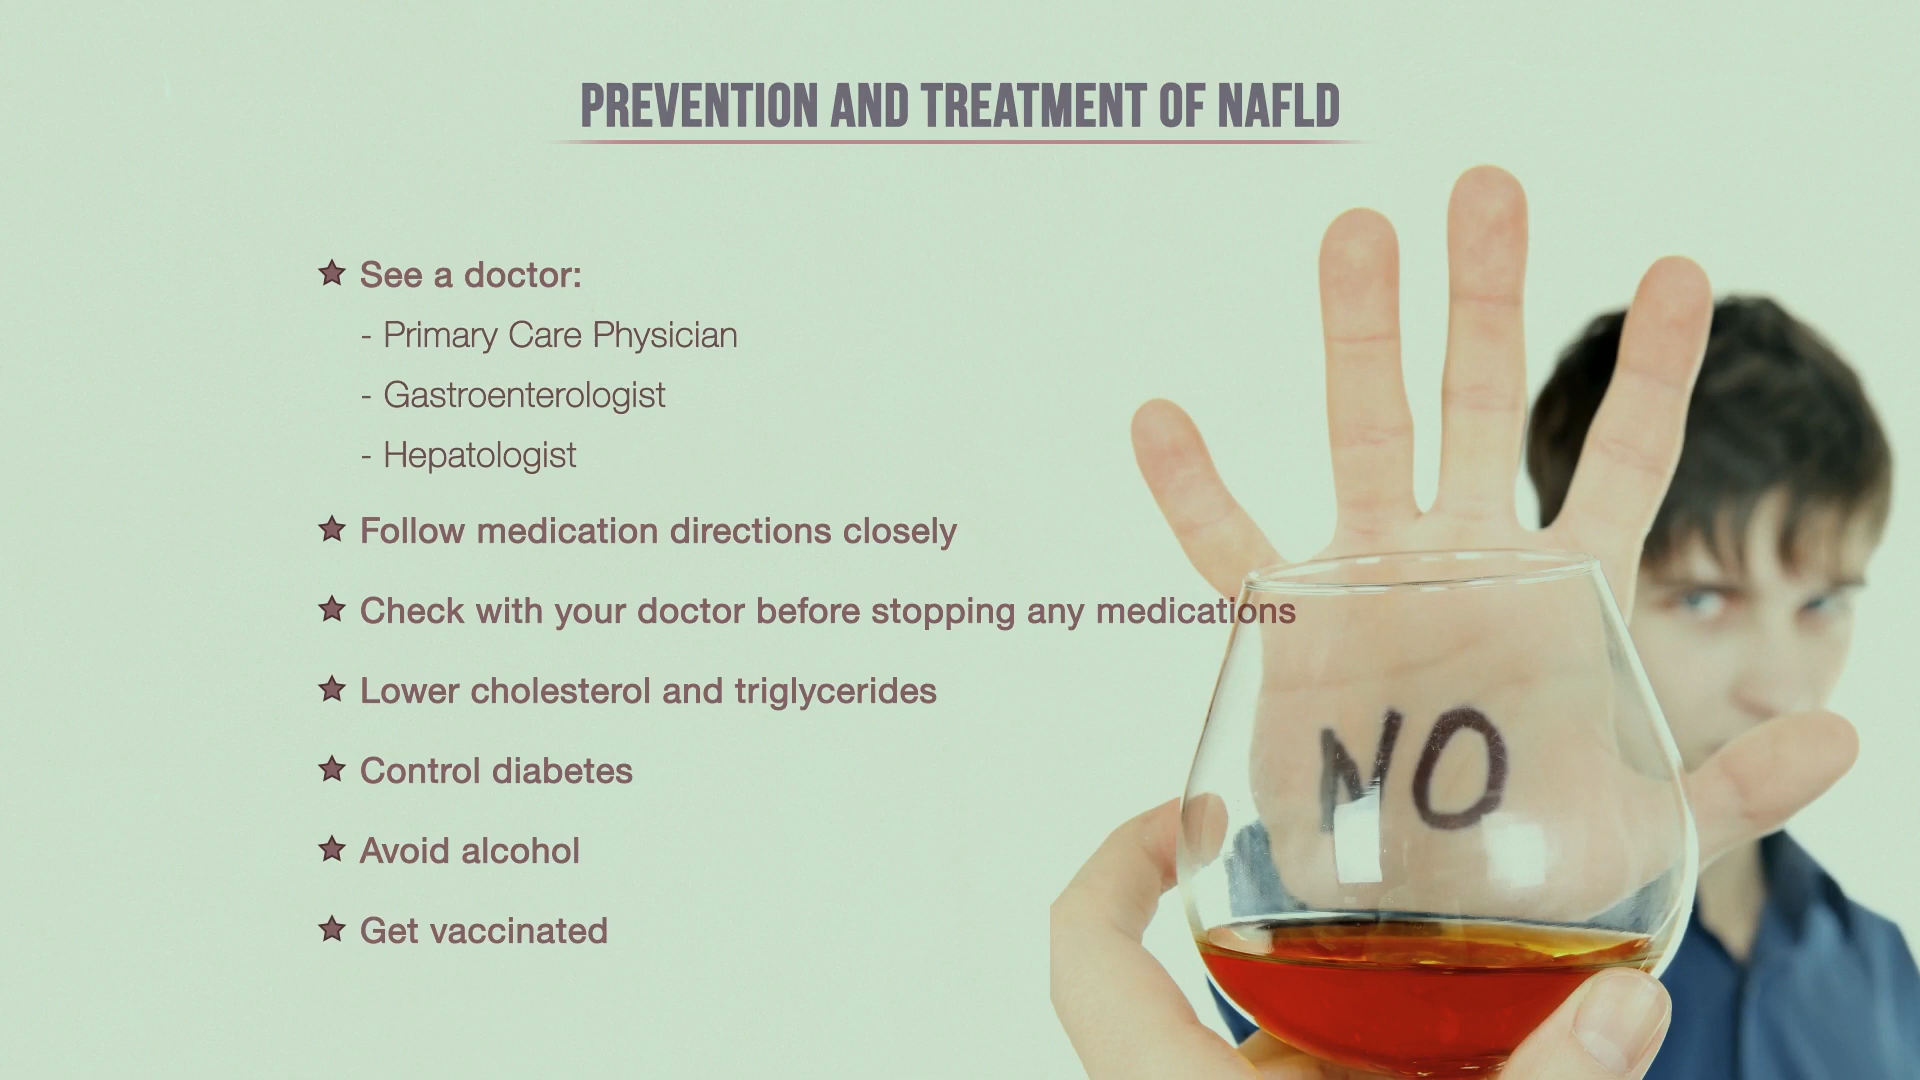 PREVENTION AND TREATMENT OF NAFLD
See a doctor:
- Primary Care Physician
- Gastroenterologist
- Hepatologist
Follow medication directions closely
Check with your doctor before stopping any medications
Lower cholesterol and triglycerides
Control diabetes
Avoid alcohol
Get vaccinated
NO